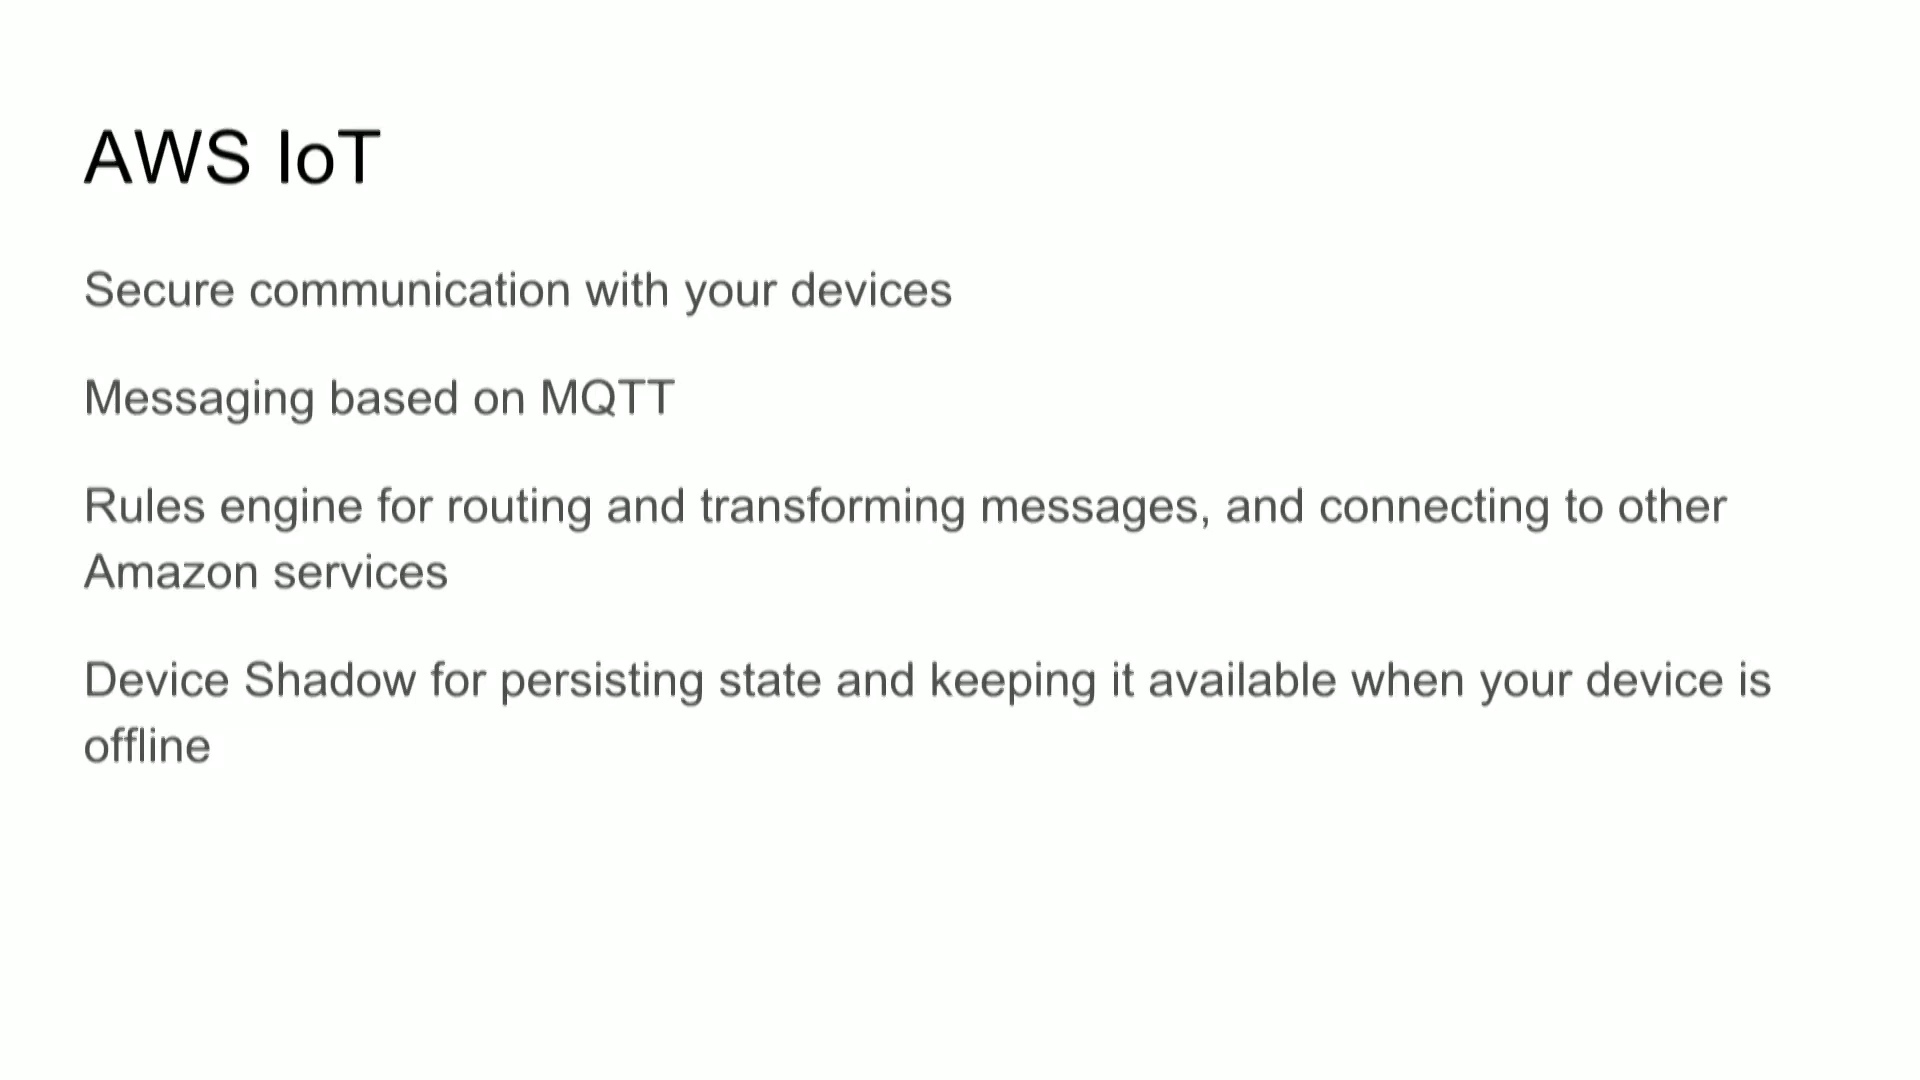 AWS IoT
Secure communication with your devices
Messaging based on MQTT
Rules engine for routing and transforming messages, and connecting to other
Amazon services
Device Shadow for persisting state and keeping it available when your device is
offline